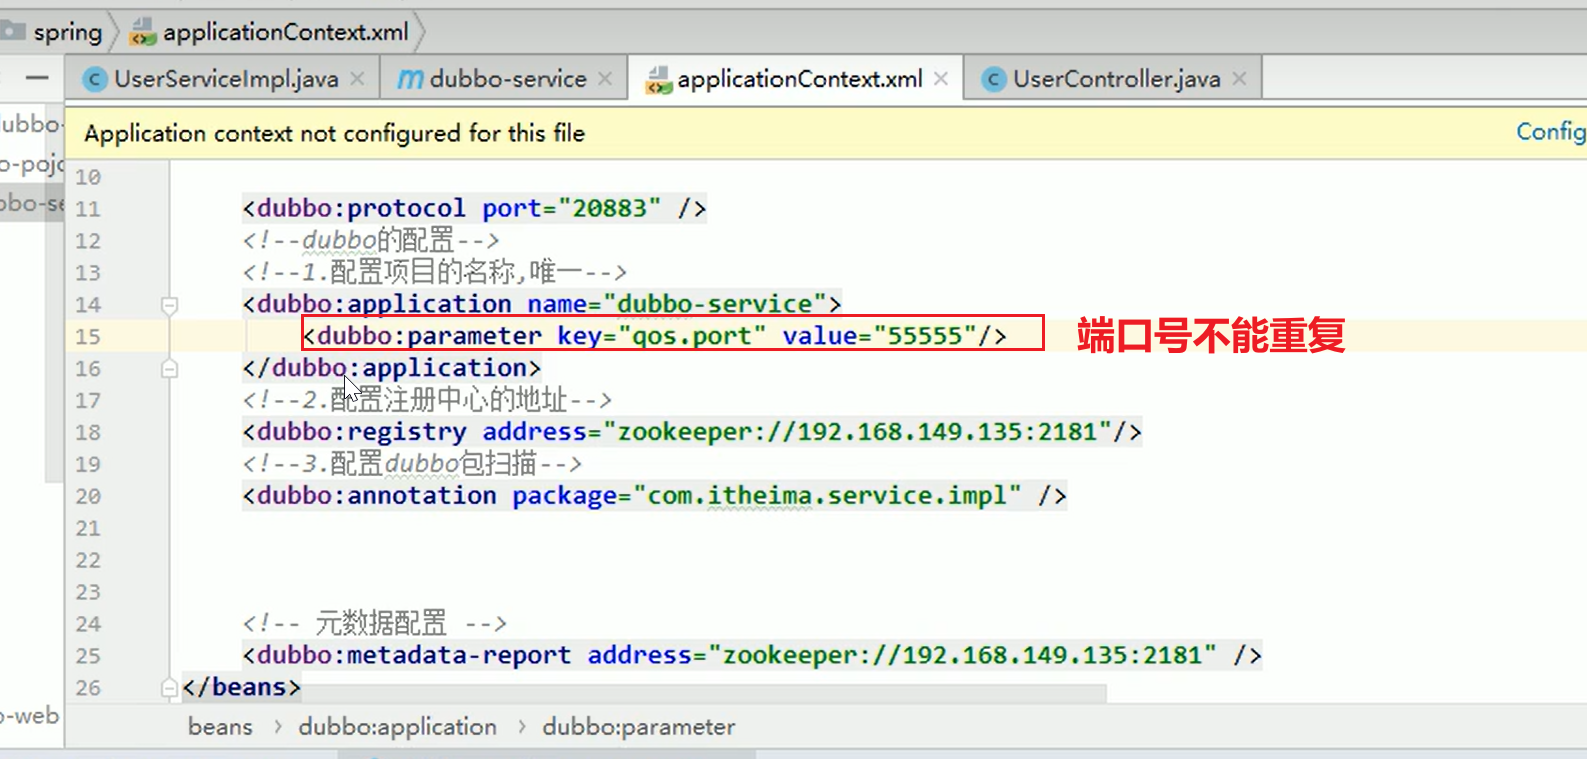 spring applicationContext.xml
UserServiceImpl.java dubbo-service applicationContext.xml UserController.java
Application context not configured for this file Config
10
11 <dubbo:protocol port="20883" />
12 <!--dubbo的配置-->
13 <!--1.配置项目的名称,唯一-->
14 <dubbo:application name="dubbo-service">
15 <dubbo:parameter key="qos.port" value="55555"/> 端口号不能重复
16 </dubbo:application>
17 <!--2.配置注册中心的地址-->
18 <dubbo:registry address="zookeeper://192.168.149.135:2181"/>
19 <!--3.配置dubbo包扫描-->
20 <dubbo:annotation package="com.itheima.service.impl" />
21
22
23
24 <!-- 元数据配置 -->
25 <dubbo:metadata-report address="zookeeper://192.168.149.135:2181" />
26 </beans>
o-web
beans > dubbo:application > dubbo:parameter